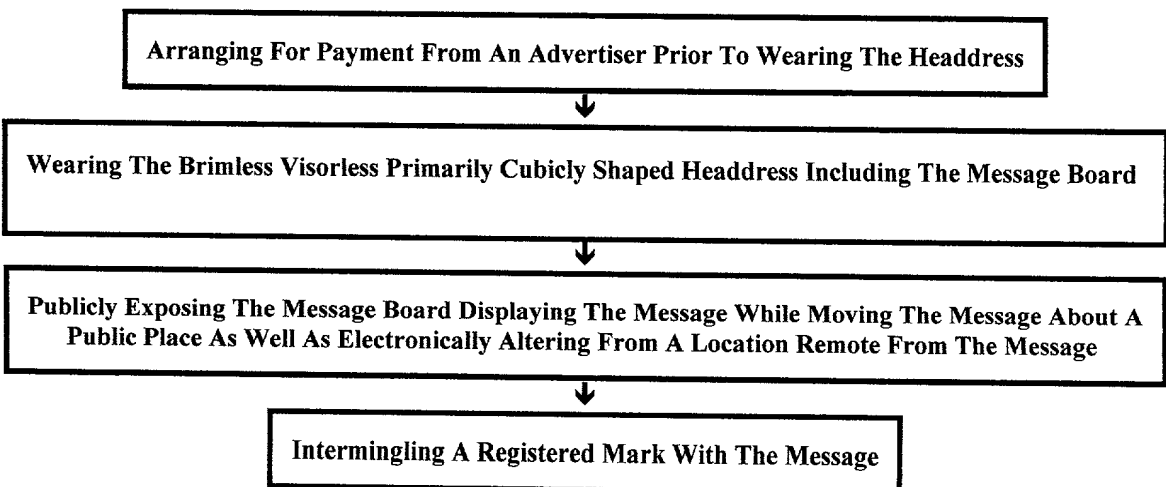 Arranging For Payment From An Advertiser Prior To Wearing The Headdress
Wearing The Brimless Visorless Primarily Cubicly Shaped Headdress Including The Message Board
Publicly Exposing The Message Board Displaying The Message While Moving The Message About A
Public Place As Well As Electronically Altering From A Location Remote From The Message
Intermingling A Registered Mark With The Message